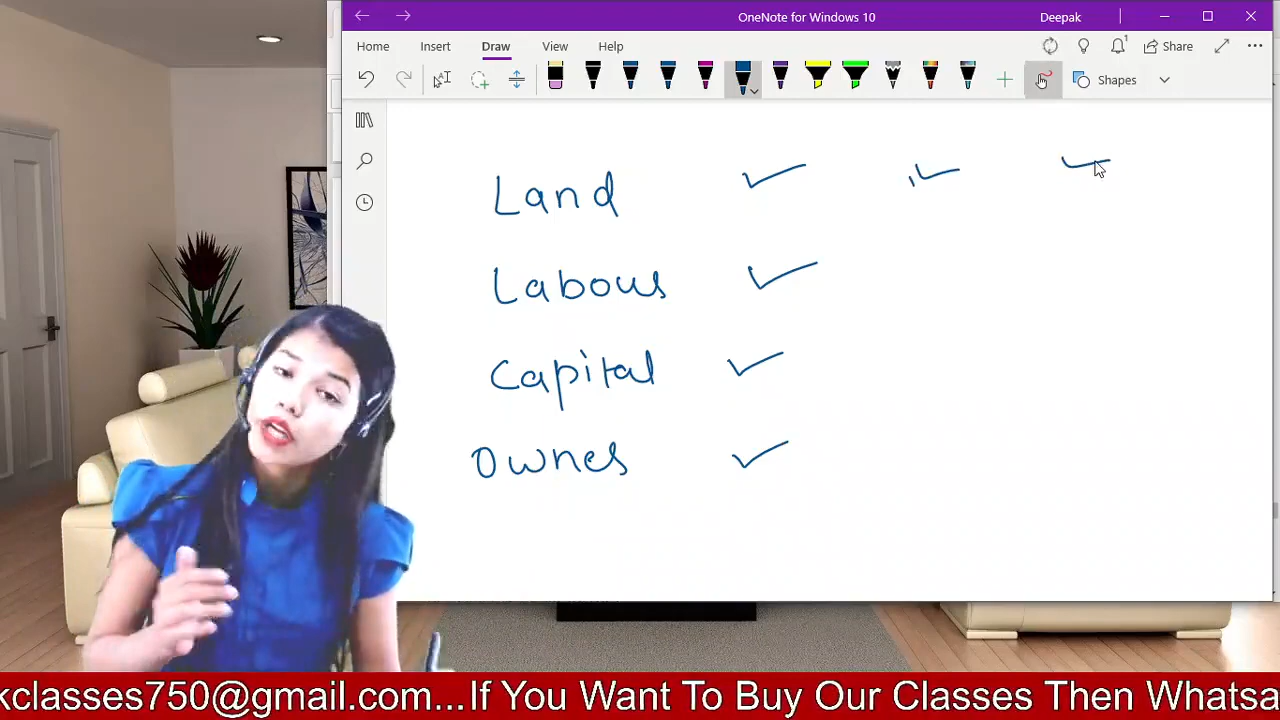 OneNote for Windows 10 Deepak
Home Insert Draw View Help Share
Shapes
Land
Labour
Capital
Owner
kclasses750@gmail.com...If You Want To Buy Our Classes Then Whatsa